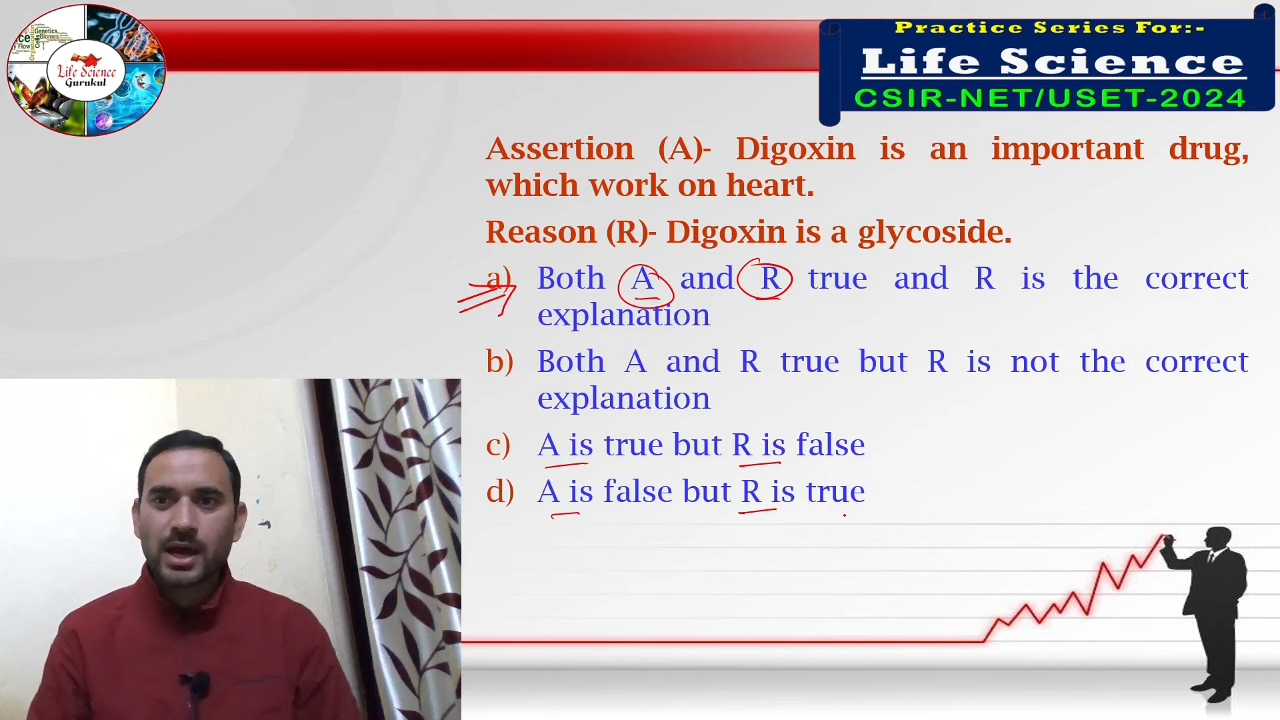 Life Science
Gurukul
Practice Series For:-
Life Science
CSIR-NET/USET-2024
Assertion (A)- Digoxin is an important drug,
which work on heart.
Reason (R)- Digoxin is a glycoside.
a) Both A and R true and R is the correct
explanation
b) Both A and R true but R is not the correct
explanation
c) A is true but R is false
d) A is false but R is true